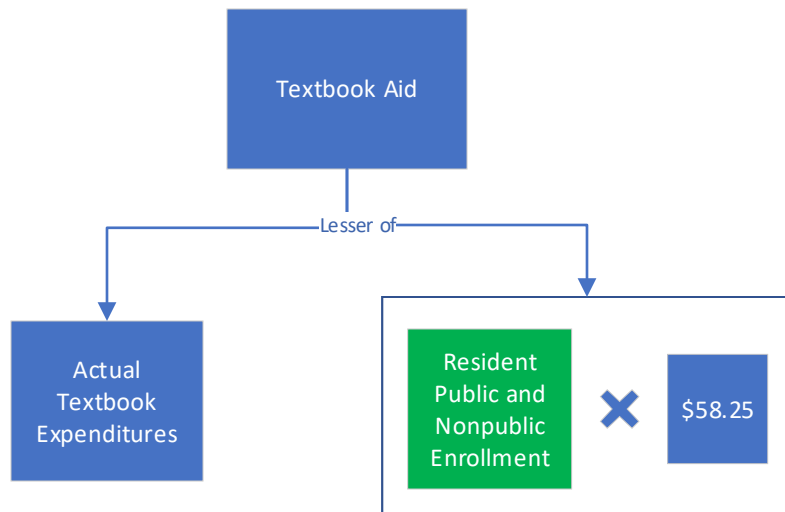 Textbook Aid
Lesser of
Actual
Textbook
Expenditures
Resident
Public and
Nonpublic
Enrollment
$58.25